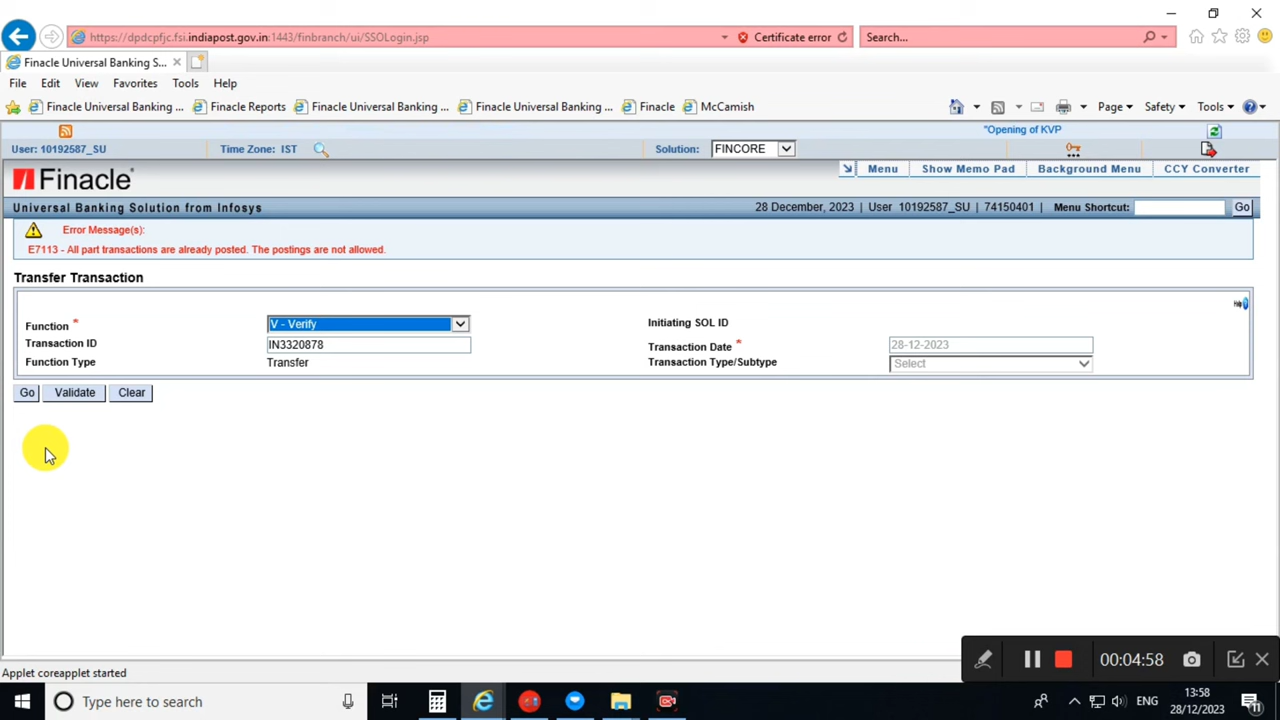 https://dpdcpfjc.fsi.indiapost.gov.in:1443/finbranch/ui/SSOLogin.jsp Certificate error Search...
Finacle Universal Banking S...
File Edit View Favorites Tools Help
Finacle Universal Banking ... Finacle Reports Finacle Universal Banking ... Finacle Universal Banking ... Finacle McCamish Page Safety Tools
"Opening of KVP
User: 10192587_SU Time Zone: IST Solution: FINCORE
Finacle Menu Show Memo Pad Background Menu CCY Converter
Universal Banking Solution from Infosys 28 December, 2023 | User 10192587_SU | 74150401 | Menu Shortcut: Go
Error Message(s):
E7113 - All part transactions are already posted. The postings are not allowed.
Transfer Transaction
Help
Function * V - Verify Initiating SOL ID
Transaction ID IN3320878 Transaction Date * 28-12-2023
Function Type Transfer Transaction Type/Subtype Select
Go Validate Clear
Applet coreapplet started
00:04:58
Type here to search ENG 13:58
28/12/2023 11